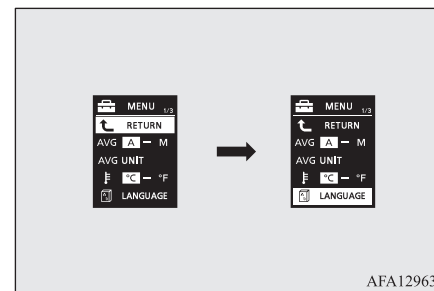 MENU 1/3
RETURN
AVG A – M
AVG UNIT
°C – °F
LANGUAGE
MENU 1/3
RETURN
AVG A – M
AVG UNIT
°C – °F
LANGUAGE
AFA12963